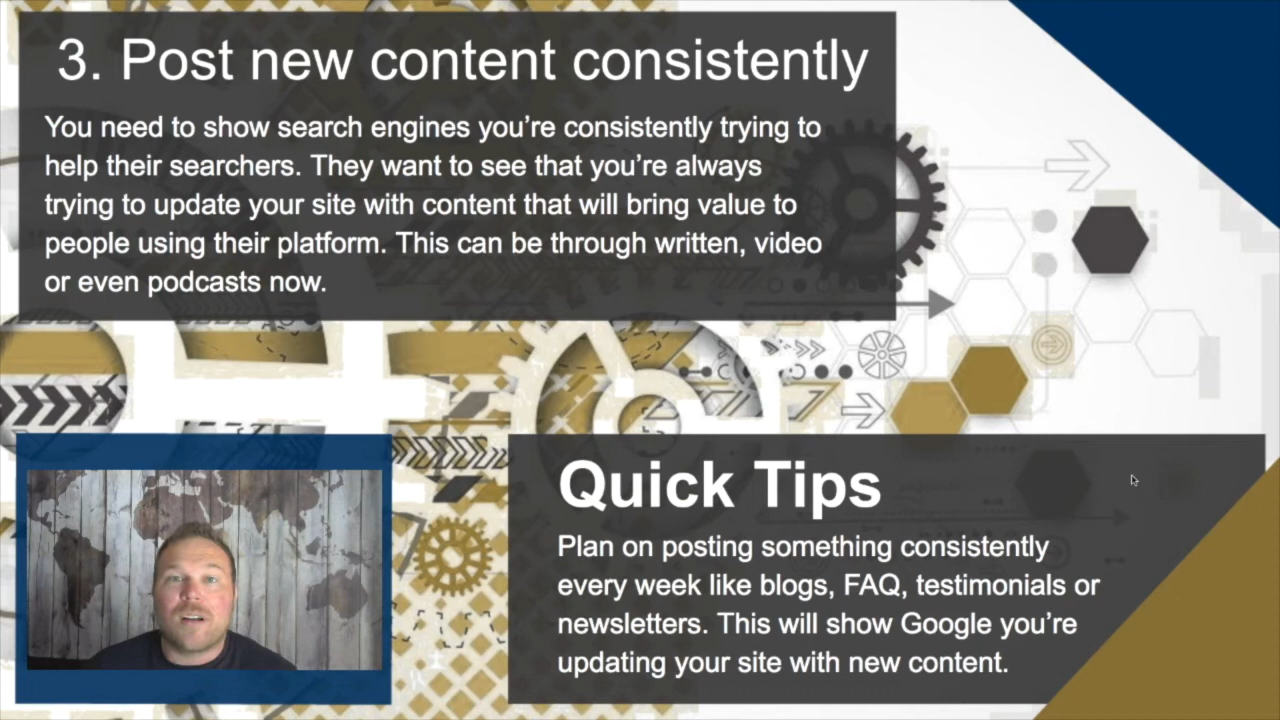 3. Post new content consistently
You need to show search engines you’re consistently trying to
help their searchers. They want to see that you’re always
trying to update your site with content that will bring value to
people using their platform. This can be through written, video
or even podcasts now.
Quick Tips
Plan on posting something consistently
every week like blogs, FAQ, testimonials or
newsletters. This will show Google you’re
updating your site with new content.